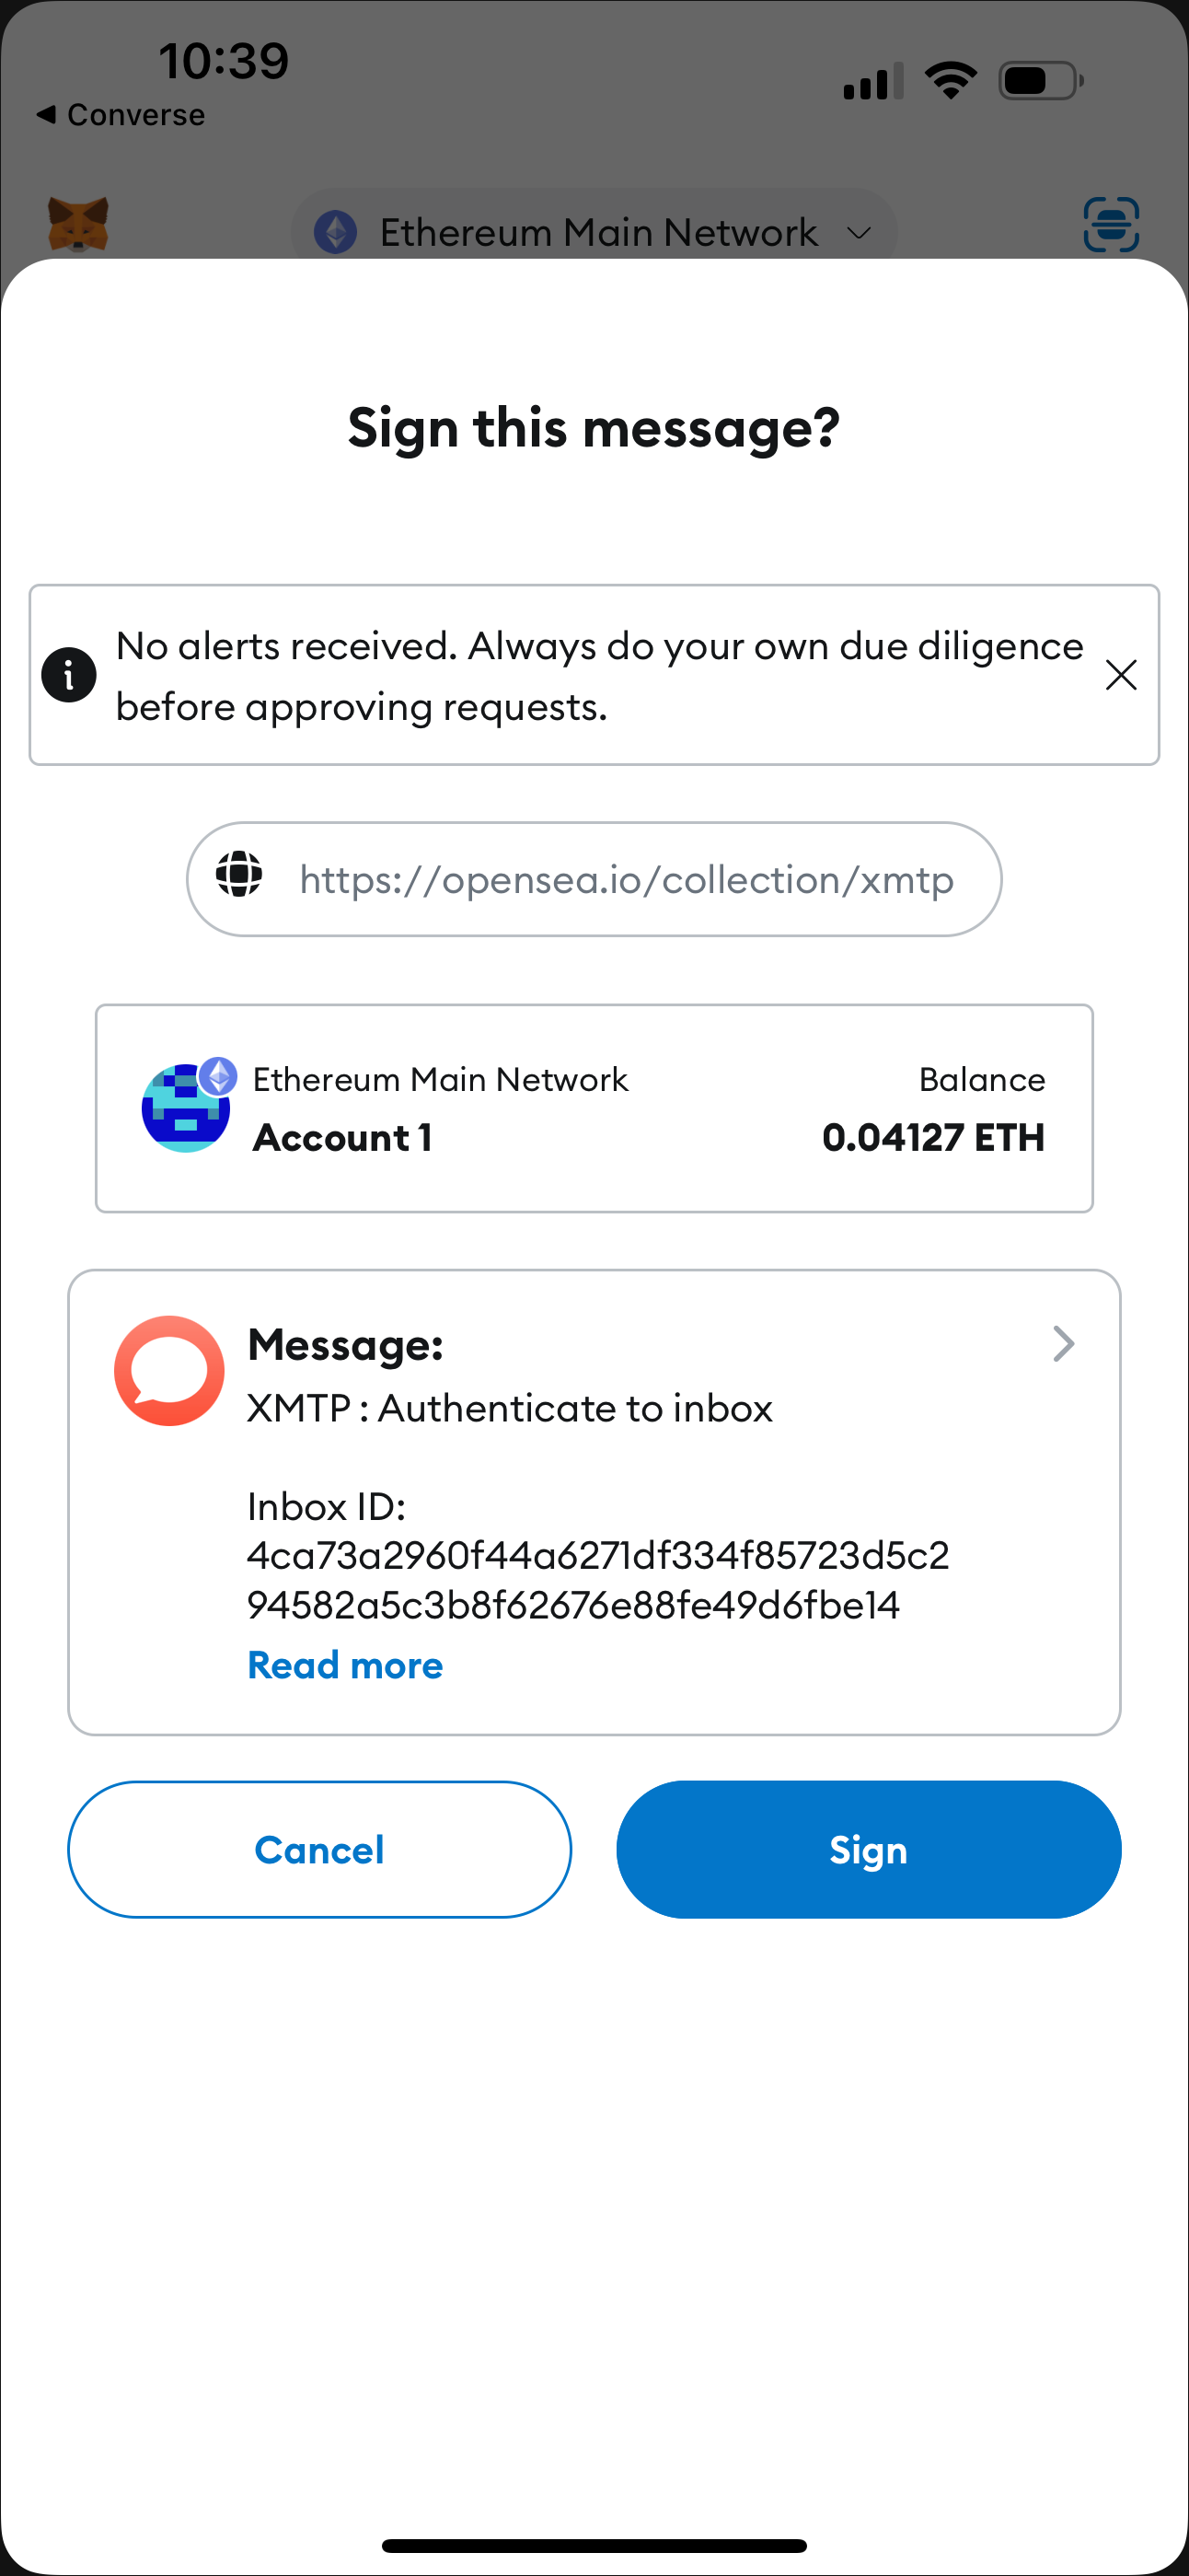 10:39
◀ Converse
Ethereum Main Network
Sign this message?
No alerts received. Always do your own due diligence
before approving requests.
https://opensea.io/collection/xmtp
Ethereum Main Network
Balance
Account 1
0.04127 ETH
Message:
XMTP : Authenticate to inbox
Inbox ID:
4ca73a2960f44a6271df334f85723d5c2
94582a5c3b8f62676e88fe49d6fbe14
Read more
Cancel
Sign